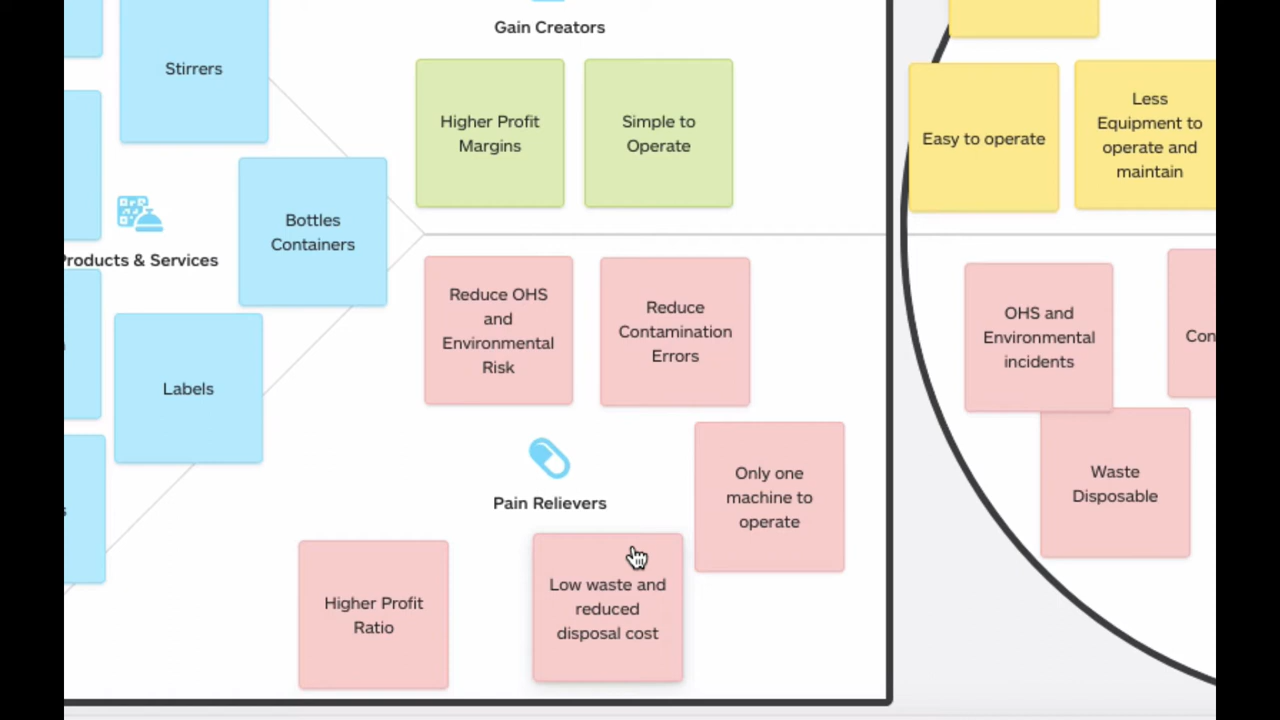 Gain Creators
Stirrers
Higher Profit
Margins
Simple to
Operate
Easy to operate
Less
Equipment to
operate and
maintain
Bottles
Containers
Products & Services
Reduce OHS
and
Environmental
Risk
Reduce
Contamination
Errors
OHS and
Environmental
incidents
Con
Labels
Pain Relievers
Only one
machine to
operate
Waste
Disposable
Higher Profit
Ratio
Low waste and
reduced
disposal cost